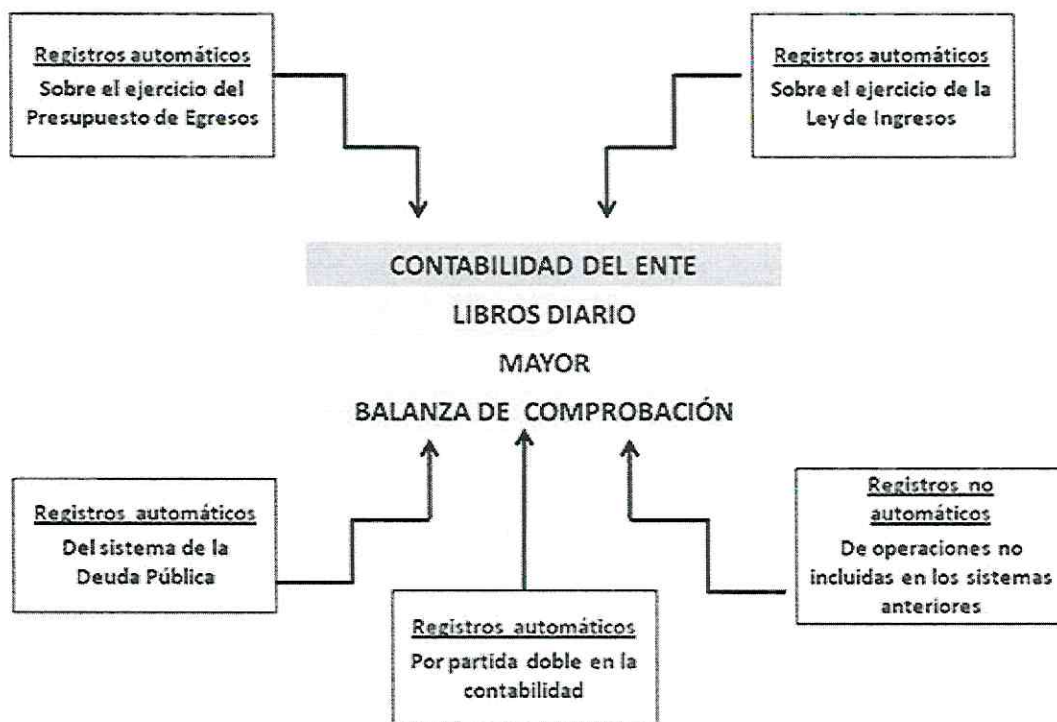 Registros automáticos
Sobre el ejercicio del
Presupuesto de Egresos
Registros automáticos
Sobre el ejercicio de la
Ley de Ingresos
CONTABILIDAD DEL ENTE
LIBROS DIARIO
MAYOR
BALANZA DE COMPROBACIÓN
Registros automáticos
Del sistema de la
Deuda Pública
Registros automáticos
Por partida doble en la
contabilidad
Registros no
automáticos
De operaciones no
incluidas en los sistemas
anteriores